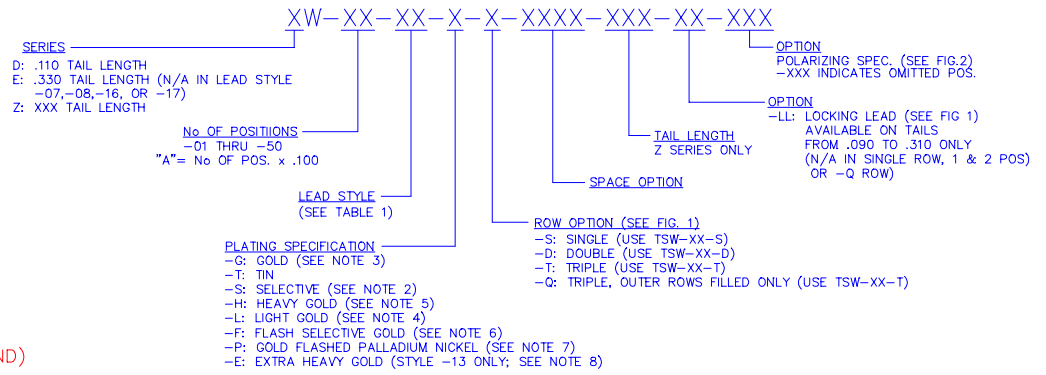 XW-XX-XX-X-X-XXXX-XXX-XX-XXX
SERIES
D: .110 TAIL LENGTH
E: .330 TAIL LENGTH (N/A IN LEAD STYLE
-07,-08,-16, OR -17)
Z: XXX TAIL LENGTH
No OF POSITIIONS
-01 THRU -50
"A"= No OF POS. x .100
LEAD STYLE
(SEE TABLE 1)
PLATING SPECIFICATION
-G: GOLD (SEE NOTE 3)
-T: TIN
-S: SELECTIVE (SEE NOTE 2)
-H: HEAVY GOLD (SEE NOTE 5)
-L: LIGHT GOLD (SEE NOTE 4)
-F: FLASH SELECTIVE GOLD (SEE NOTE 6)
-P: GOLD FLASHED PALLADIUM NICKEL (SEE NOTE 7)
-E: EXTRA HEAVY GOLD (STYLE -13 ONLY; SEE NOTE 8)
ROW OPTION (SEE FIG. 1)
-S: SINGLE (USE TSW-XX-S)
-D: DOUBLE (USE TSW-XX-D)
-T: TRIPLE (USE TSW-XX-T)
-Q: TRIPLE, OUTER ROWS FILLED ONLY (USE TSW-XX-T)
SPACE OPTION
TAIL LENGTH
Z SERIES ONLY
OPTION
-LL: LOCKING LEAD (SEE FIG 1)
AVAILABLE ON TAILS
FROM .090 TO .310 ONLY
(N/A IN SINGLE ROW, 1 & 2 POS)
OR -Q ROW)
OPTION
POLARIZING SPEC. (SEE FIG.2)
-XXX INDICATES OMITTED POS.
ND)